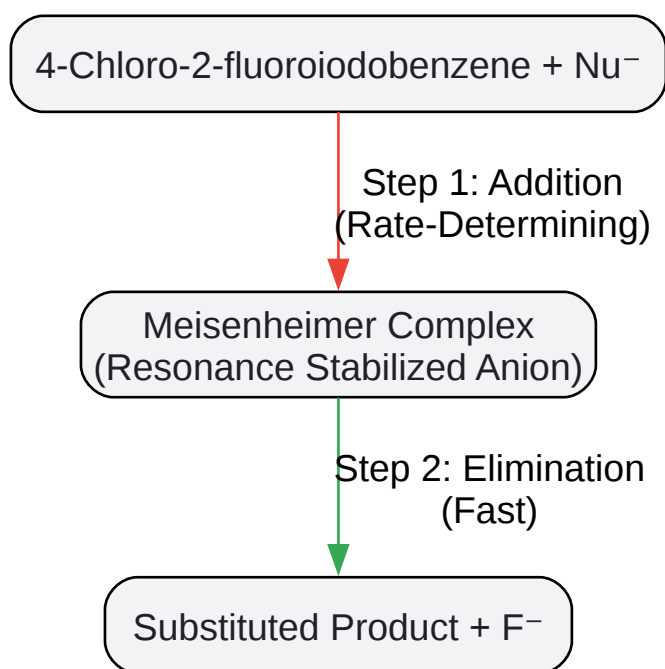 4-Chloro-2-fluoroiodobenzene + Nu⁻
Step 1: Addition
(Rate-Determining)
Meisenheimer Complex
(Resonance Stabilized Anion)
Step 2: Elimination
(Fast)
Substituted Product + F⁻